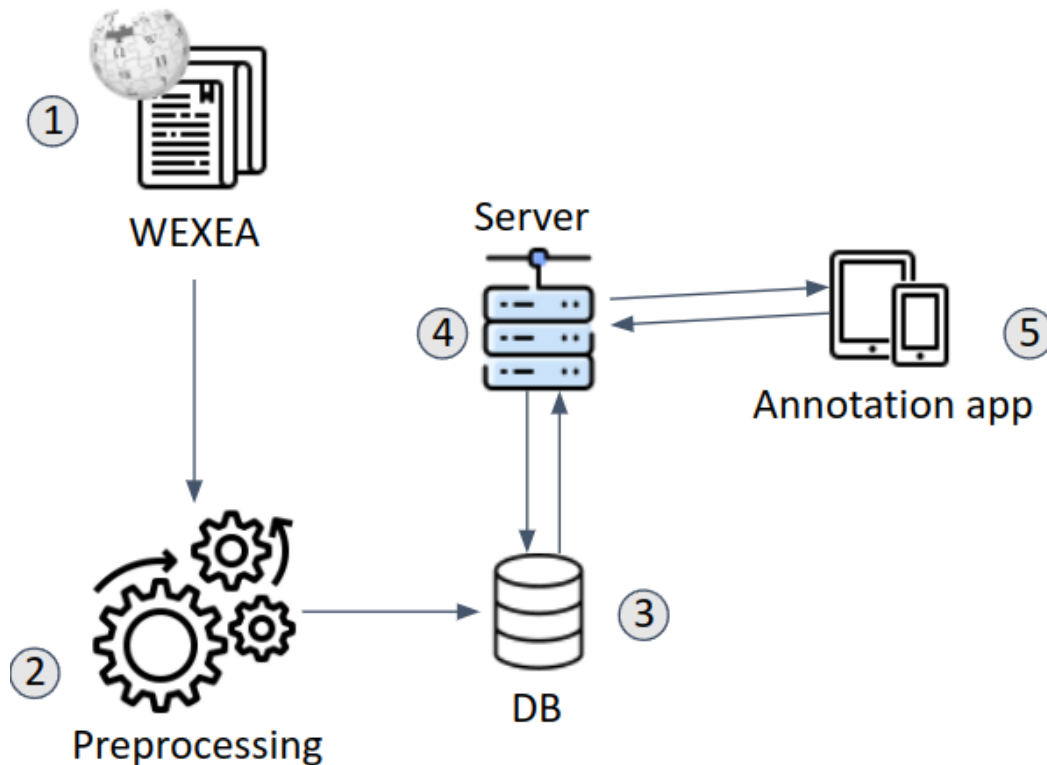 1
WEXEA
Server
4
5
Annotation app
3
2
DB
Preprocessing